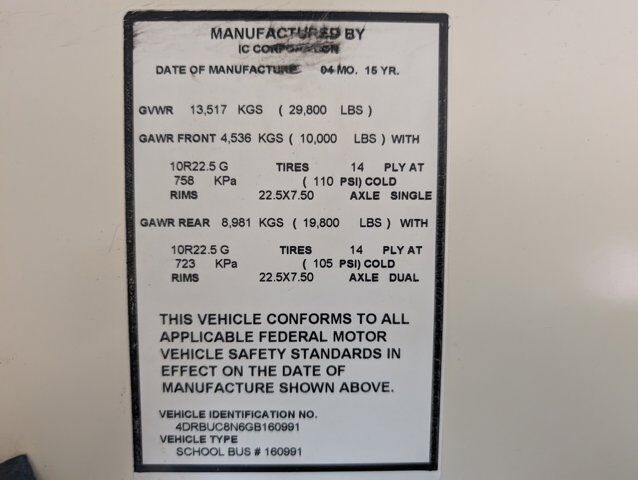 MANUFACTURED BY
IC CORPORATION
DATE OF MANUFACTURE 04 MO. 15 YR.
GVWR 13,517 KGS ( 29,800 LBS )
GAWR FRONT 4,536 KGS ( 10,000 LBS ) WITH
10R22.5 G TIRES 14 PLY AT
758 KPa ( 110 PSI) COLD
RIMS 22.5X7.50 AXLE SINGLE
GAWR REAR 8,981 KGS ( 19,800 LBS ) WITH
10R22.5 G TIRES 14 PLY AT
723 KPa ( 105 PSI) COLD
RIMS 22.5X7.50 AXLE DUAL
THIS VEHICLE CONFORMS TO ALL
APPLICABLE FEDERAL MOTOR
VEHICLE SAFETY STANDARDS IN
EFFECT ON THE DATE OF
MANUFACTURE SHOWN ABOVE.
VEHICLE IDENTIFICATION NO.
4DRBUC8N6GB160991
VEHICLE TYPE
SCHOOL BUS # 160991